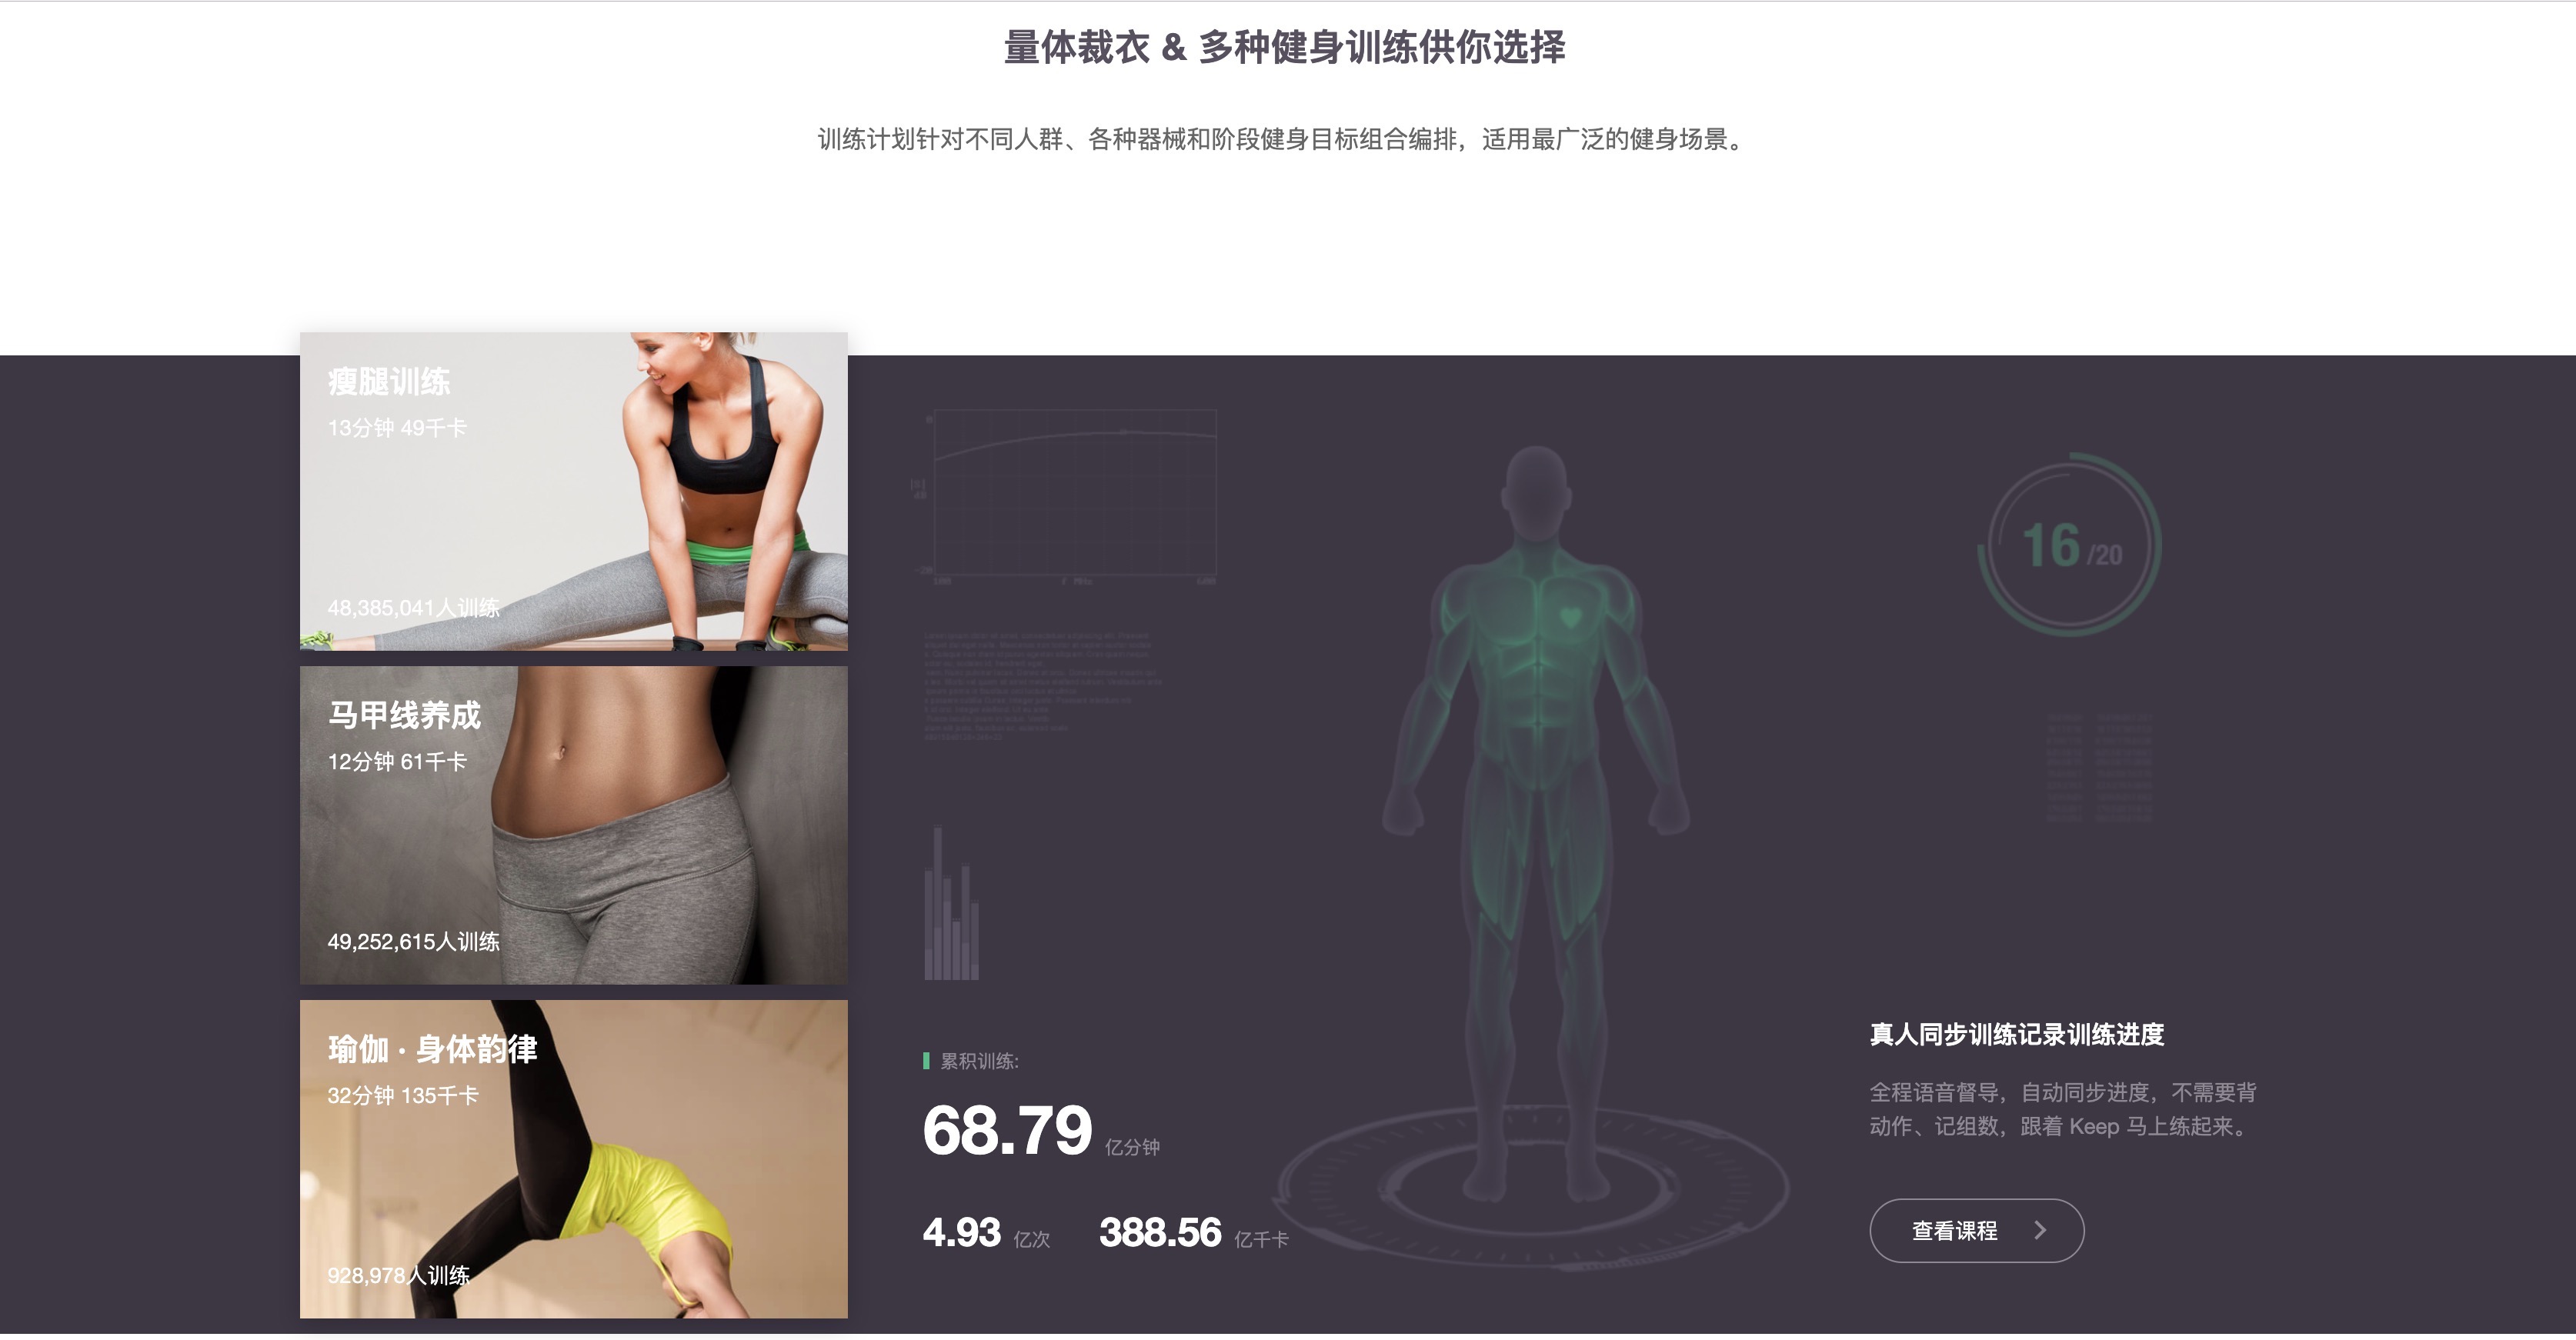 量体裁衣 & 多种健身训练供你选择
训练计划针对不同人群、各种器械和阶段健身目标组合编排，适用最广泛的健身场景。
瘦腿训练
13分钟 49千卡
48,385,041人训练
马甲线养成
12分钟 61千卡
49,252,615人训练
瑜伽 · 身体韵律
32分钟 135千卡
928,978人训练
16 /20
累积训练:
68.79 亿分钟
4.93 亿次 388.56 亿千卡
真人同步训练记录训练进度
全程语音督导，自动同步进度，不需要背
动作、记组数，跟着 Keep 马上练起来。
查看课程